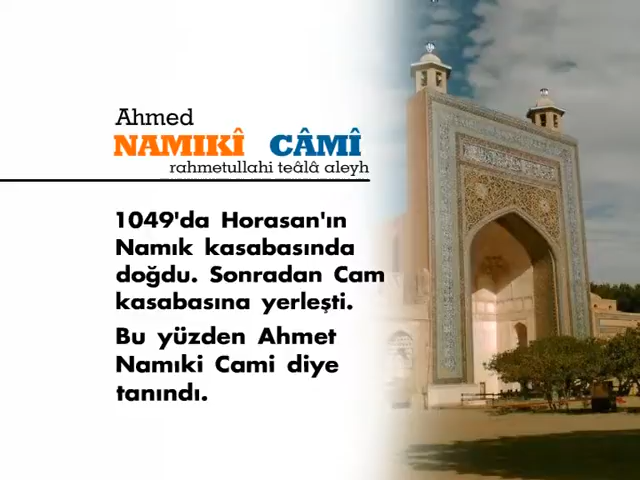 Ahmed
NAMIKÎ CÂMÎ
rahmetullahi teâlâ aleyh
1049'da Horasan'ın
Namık kasabasında
doğdu. Sonradan Cam
kasabasına yerleşti.
Bu yüzden Ahmet
Namıki Cami diye
tanındı.